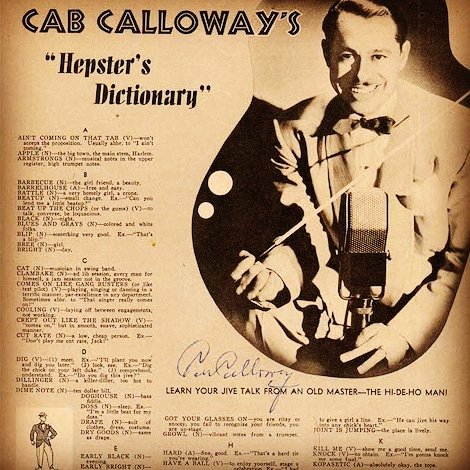 CAB CALLOWAY'S
"Hepster's
Dictionary"
A
AIN'T COMING ON THAT TAB (V)—won't
accept the proposition. Usually abbr. to "I ain't
coming."
APPLE (N)—the big town, the main stem, Harlem.
ARMSTRONGS (N)—musical notes in the upper
register, high trumpet notes.
B
BARBECUE (N)—the girl friend, a beauty.
BARRELHOUSE (A)—free and easy.
BATTLE (N)—a very homely girl, a crone.
BEATUP (N)—small change. Ex.—"Can you
lend me a little beatup?"
BEAT UP THE CHOPS (or the gums) (V)—to
talk, converse, be loquacious.
BLACK (N)—night.
BLUES AND GRAYS (N)—colored and white
folks.
BLIP (N)—something very good. Ex.—"That's
a blip."
BREE (N)—girl.
BRIGHT (N)—day.
C
CAT (N)—musician in swing band.
CLAMBAKE (N)—ad lib session, every man for
himself, a jam session not in the groove.
COMES ON LIKE GANG BUSTERS (or like
test pilot) (V)—playing, singing or dancing in a
terrific manner, par-excellence in any department.
Sometimes abbr. to "That singer really comes
on!"
COOLING (V)—laying off between engagements,
not working.
CREPT OUT LIKE THE SHADOW (V)—
"comes on," but in smooth, suave, sophisticated
manner.
CUT RATE (N)—a low, cheap person. Ex.—
"Don't play me cut rate, Jack!"
D
DIG (V)—(1) meet. Ex.—"I'll plant you now
and dig you later." (2) look, see. Ex.—"Dig
the chick on your left duke." (3) comprehend,
understand. Ex.—"Do you dig this jive?"
DILLINGER (N)—a killer-diller, too hot to
handle.
DIME NOTE (N)—ten dollar bill.
DOGHOUSE (N)—bass
fiddle.
DOSS (N)—sleep. Ex.—
"I'm a little beat for my
doss."
DRAPE (N)—suit of
clothes, dress, costume.
DRY GOODS (N)—same
as drape.
E
EARLY BLACK (N)—
evening.
EARLY BRIGHT (N)—
Cab Calloway
LEARN YOUR JIVE TALK FROM AN OLD MASTER—THE HI-DE-HO MAN!
GOT YOUR GLASSES ON—you are ritzy or
snooty, you fail to recognize your friends, you
are up-stage.
GROWL (N)—vibrant notes from a trumpet.
H
HARD (A)—fine, good. Ex.—"That's a hard tie
you're wearing."
HAVE A BALL (V)—to enjoy yourself, stage a
to give a girl a line. Ex.—"He can jive his way
into any chick's heart."
JOINT IS JUMPING—the place is lively.
K
KILL ME (V)—show me a good time, send me.
KNOCK (V)—to obtain. Ex.—"I gonna knock
me some food."
KOPASETIC (A)—absolutely okay, the